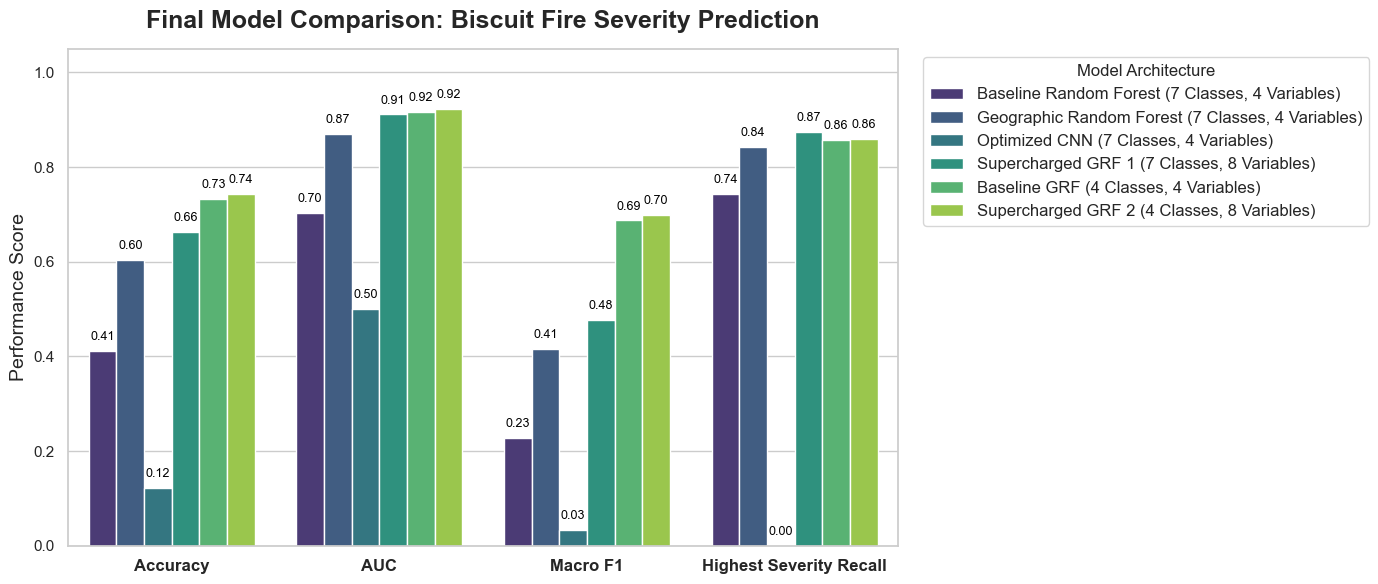 Final Model Comparison: Biscuit Fire Severity Prediction
Performance Score
1.0
0.8
0.6
0.4
0.2
0.0
0.41
0.60
0.12
0.66
0.73
0.74
0.70
0.87
0.50
0.91
0.92
0.92
0.23
0.41
0.03
0.48
0.69
0.70
0.74
0.84
0.00
0.87
0.86
0.86
Accuracy
AUC
Macro F1
Highest Severity Recall
Model Architecture
Baseline Random Forest (7 Classes, 4 Variables)
Geographic Random Forest (7 Classes, 4 Variables)
Optimized CNN (7 Classes, 4 Variables)
Supercharged GRF 1 (7 Classes, 8 Variables)
Baseline GRF (4 Classes, 4 Variables)
Supercharged GRF 2 (4 Classes, 8 Variables)